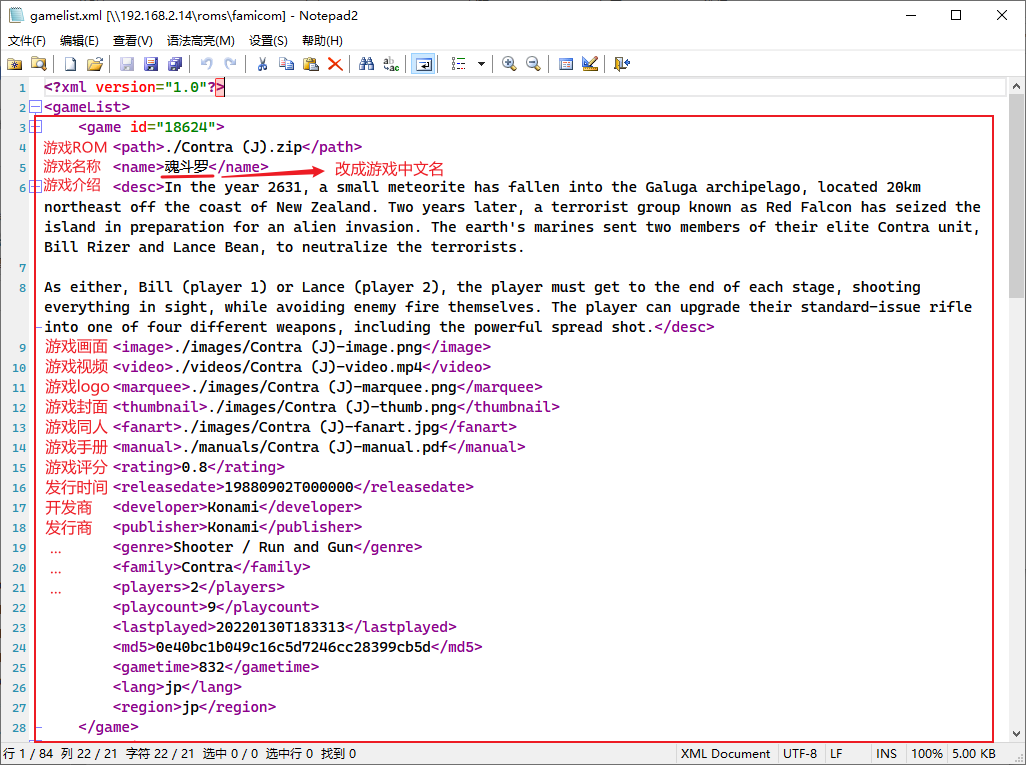 gamelist.xml [\\192.168.2.14\roms\famicom] - Notepad2
文件(F) 编辑(E) 查看(V) 语法高亮(M) 设置(S) 帮助(H)
1 <?xml version="1.0"?>
2 <gameList>
3 <game id="18624">
4 游戏ROM <path>./Contra (J).zip</path>
5 游戏名称 <name>魂斗罗</name> 改成游戏中文名
6 游戏介绍 <desc>In the year 2631, a small meteorite has fallen into the Galuga archipelago, located 20km
northeast off the coast of New Zealand. Two years later, a terrorist group known as Red Falcon has seized the
island in preparation for an alien invasion. The earth's marines sent two members of their elite Contra unit,
Bill Rizer and Lance Bean, to neutralize the terrorists.
7
8 As either, Bill (player 1) or Lance (player 2), the player must get to the end of each stage, shooting
everything in sight, while avoiding enemy fire themselves. The player can upgrade their standard-issue rifle
into one of four different weapons, including the powerful spread shot.</desc>
9 游戏画面 <image>./images/Contra (J)-image.png</image>
10 游戏视频 <video>./videos/Contra (J)-video.mp4</video>
11 游戏logo <marquee>./images/Contra (J)-marquee.png</marquee>
12 游戏封面 <thumbnail>./images/Contra (J)-thumb.png</thumbnail>
13 游戏同人 <fanart>./images/Contra (J)-fanart.jpg</fanart>
14 游戏手册 <manual>./manuals/Contra (J)-manual.pdf</manual>
15 游戏评分 <rating>0.8</rating>
16 发行时间 <releasedate>19880902T000000</releasedate>
17 开发商 <developer>Konami</developer>
18 发行商 <publisher>Konami</publisher>
19 ... <genre>Shooter / Run and Gun</genre>
20 ... <family>Contra</family>
21 ... <players>2</players>
22 <playcount>9</playcount>
23 <lastplayed>20220130T183313</lastplayed>
24 <md5>0e40bc1b049c16c5d7246cc28399cb5d</md5>
25 <gametime>832</gametime>
26 <lang>jp</lang>
27 <region>jp</region>
28 </game>
行 1 / 84 列 22 / 21 字符 22 / 21 选中 0 / 0 选中行 0 找到 0 XML Document UTF-8 LF INS 100% 5.00 KB